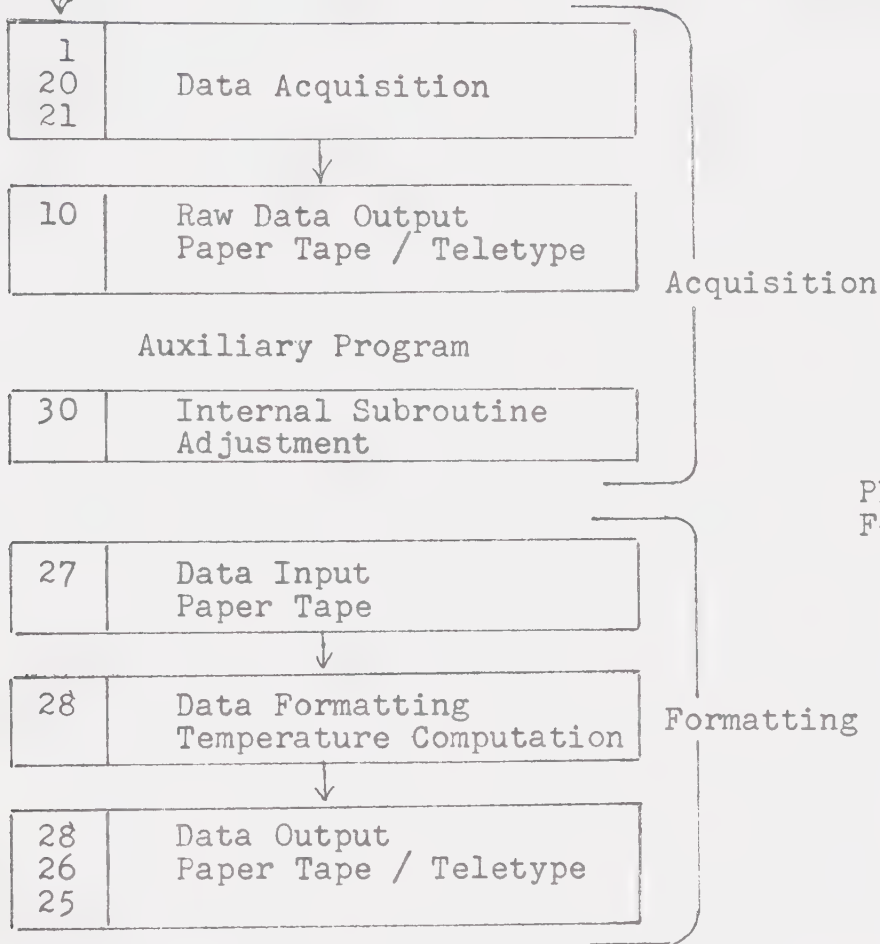 1
20 Data Acquisition
21
10 Raw Data Output
Paper Tape / Teletype
Acquisition
Auxiliary Program
30 Internal Subroutine
Adjustment
27 Data Input
Paper Tape
28 Data Formatting
Temperature Computation
Formatting
28 Data Output
26 Paper Tape / Teletype
25